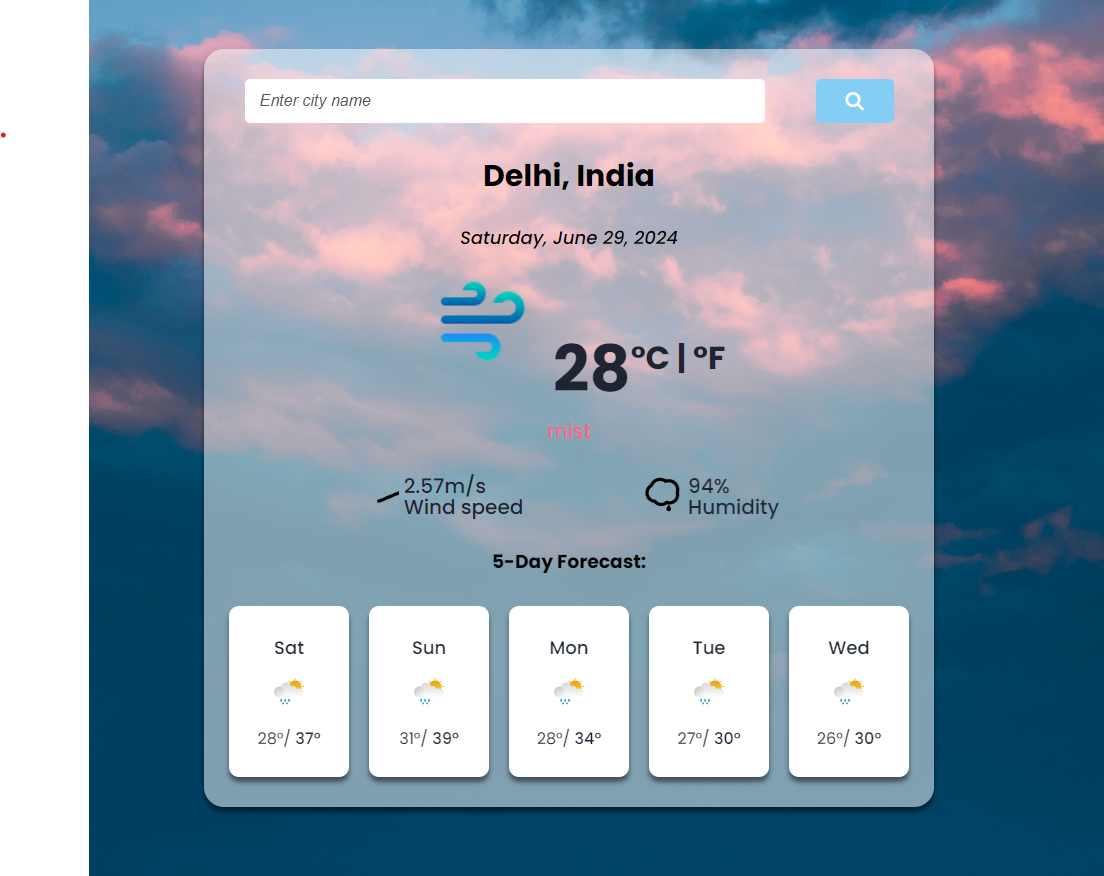 Enter city name
Delhi, India
Saturday, June 29, 2024
28°C | °F
mist
2.57m/s
Wind speed
94%
Humidity
5-Day Forecast:
Sat
Sun
Mon
Tue
Wed
28°/ 37°
31°/ 39°
28°/ 34°
27°/ 30°
26°/ 30°